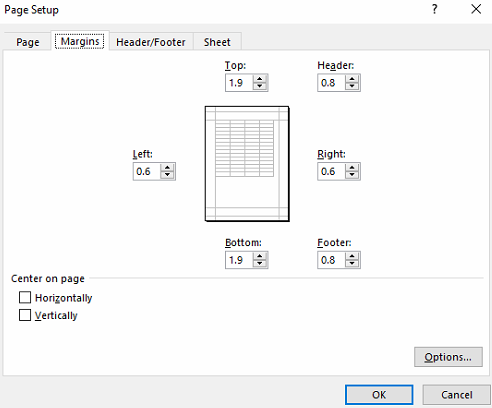 Page Setup ?
Page Margins Header/Footer Sheet
Top: Header:
1.9 0.8
Left: Right:
0.6 0.6
Bottom: Footer:
1.9 0.8
Center on page
Horizontally
Vertically
Options...
OK Cancel